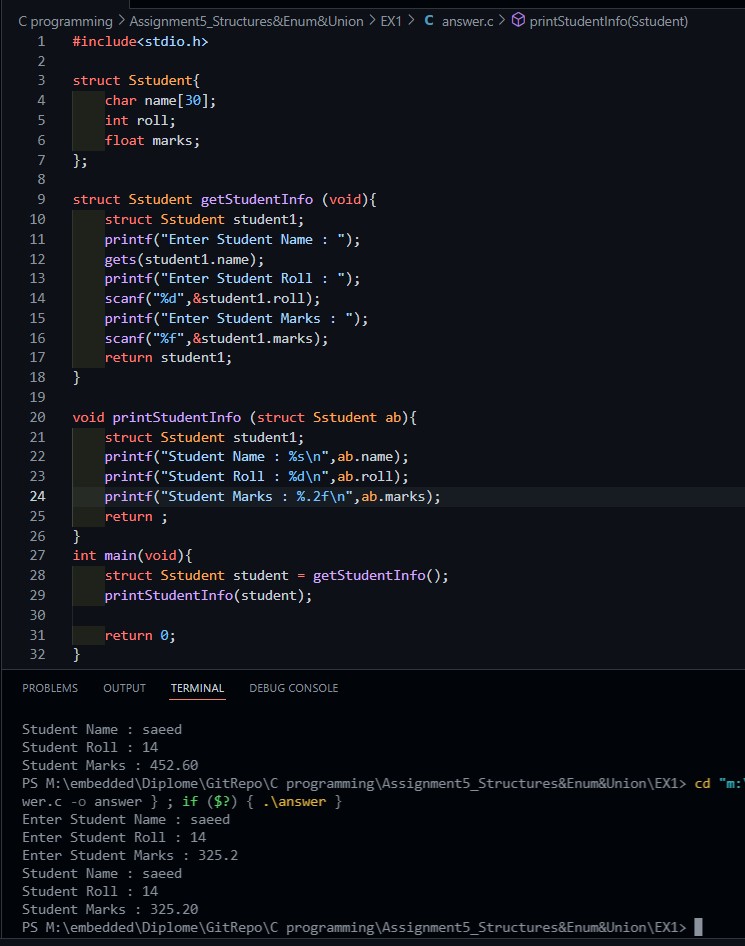 C programming > Assignment5_Structures&Enum&Union > EX1 > C answer.c > printStudentInfo(Sstudent)
1 #include<stdio.h>
2
3 struct Sstudent{
4 char name[30];
5 int roll;
6 float marks;
7 };
8
9 struct Sstudent getStudentInfo (void){
10 struct Sstudent student1;
11 printf("Enter Student Name : ");
12 gets(student1.name);
13 printf("Enter Student Roll : ");
14 scanf("%d",&student1.roll);
15 printf("Enter Student Marks : ");
16 scanf("%f",&student1.marks);
17 return student1;
18 }
19
20 void printStudentInfo (struct Sstudent ab){
21 struct Sstudent student1;
22 printf("Student Name : %s\n",ab.name);
23 printf("Student Roll : %d\n",ab.roll);
24 printf("Student Marks : %.2f\n",ab.marks);
25 return ;
26 }
27 int main(void){
28 struct Sstudent student = getStudentInfo();
29 printStudentInfo(student);
30
31 return 0;
32 }
PROBLEMS OUTPUT TERMINAL DEBUG CONSOLE
Student Name : saeed
Student Roll : 14
Student Marks : 452.60
PS M:\embedded\Diplome\GitRepo\C programming\Assignment5_Structures&Enum&Union\EX1> cd "m:\
wer.c -o answer } ; if ($?) { .\answer }
Enter Student Name : saeed
Enter Student Roll : 14
Enter Student Marks : 325.2
Student Name : saeed
Student Roll : 14
Student Marks : 325.20
PS M:\embedded\Diplome\GitRepo\C programming\Assignment5_Structures&Enum&Union\EX1>